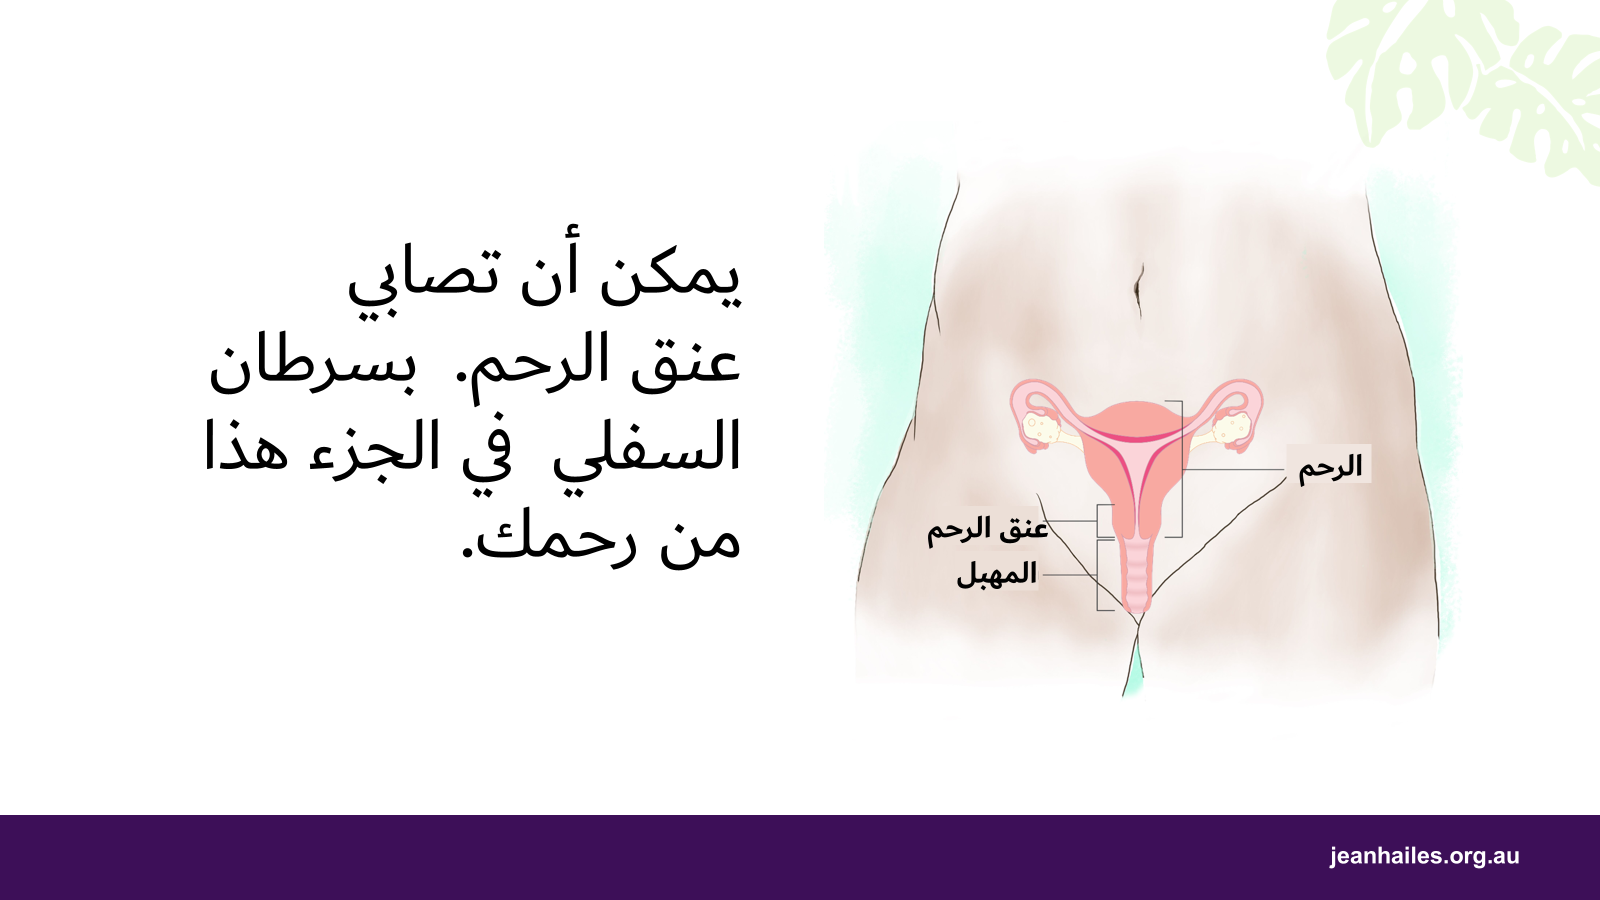 يمكن أن تصابي
عنق الرحم. بسرطان
السفلي في الجزء هذا
من رحمك.
الرحم
عنق الرحم
المهبل
jeanhailes.org.au